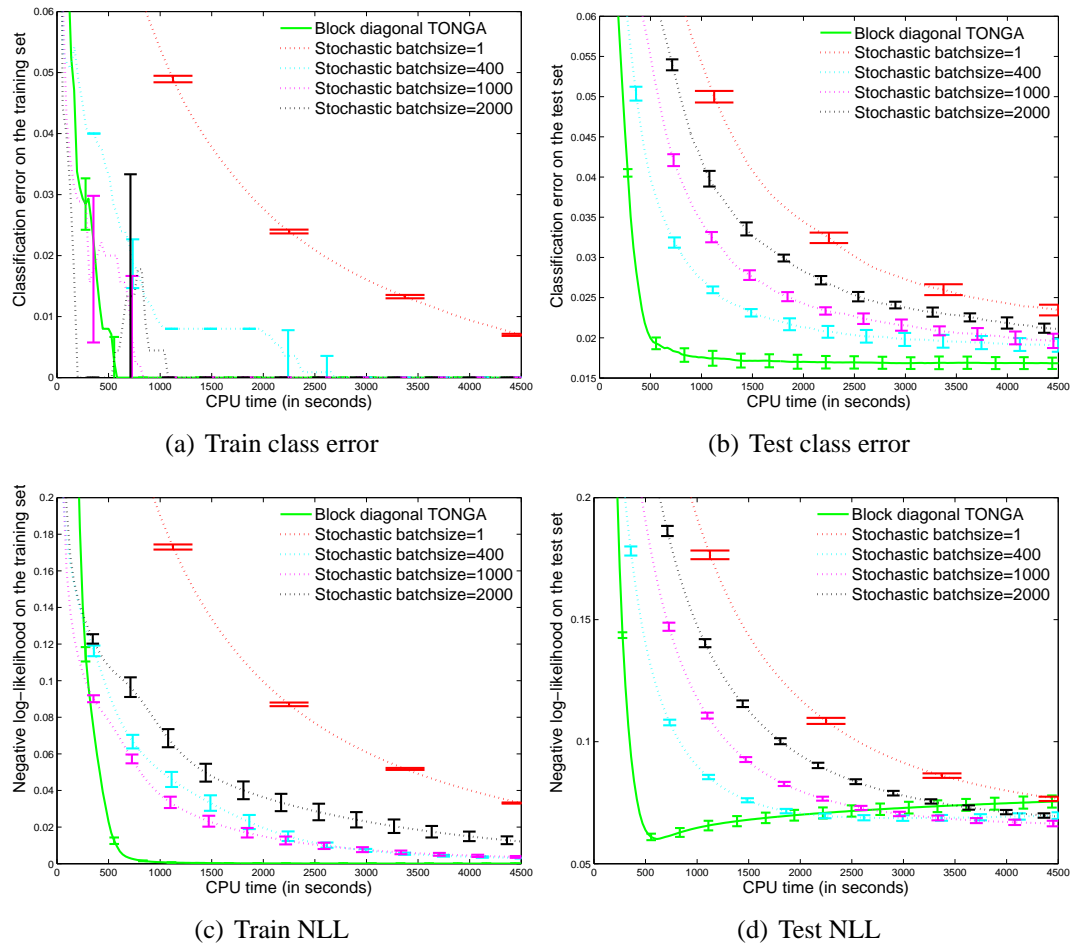 Classification error on the training set
0.06
0.05
0.04
0.03
0.02
0.01
0
Block diagonal TONGA
Stochastic batchsize=1
Stochastic batchsize=400
Stochastic batchsize=1000
Stochastic batchsize=2000
0 500 1000 1500 2000 2500 3000 3500 4000 4500
CPU time (in seconds)
(a) Train class error
Classification error on the test set
0.06
0.055
0.05
0.045
0.04
0.035
0.03
0.025
0.02
0.015
Block diagonal TONGA
Stochastic batchsize=1
Stochastic batchsize=400
Stochastic batchsize=1000
Stochastic batchsize=2000
0 500 1000 1500 2000 2500 3000 3500 4000 4500
CPU time (in seconds)
(b) Test class error
Negative log−likelihood on the training set
0.2
0.18
0.16
0.14
0.12
0.1
0.08
0.06
0.04
0.02
0
Block diagonal TONGA
Stochastic batchsize=1
Stochastic batchsize=400
Stochastic batchsize=1000
Stochastic batchsize=2000
0 500 1000 1500 2000 2500 3000 3500 4000 4500
CPU time (in seconds)
(c) Train NLL
Negative log−likelihood on the test set
0.2
0.15
0.1
0.05
Block diagonal TONGA
Stochastic batchsize=1
Stochastic batchsize=400
Stochastic batchsize=1000
Stochastic batchsize=2000
0 500 1000 1500 2000 2500 3000 3500 4000 4500
CPU time (in seconds)
(d) Test NLL